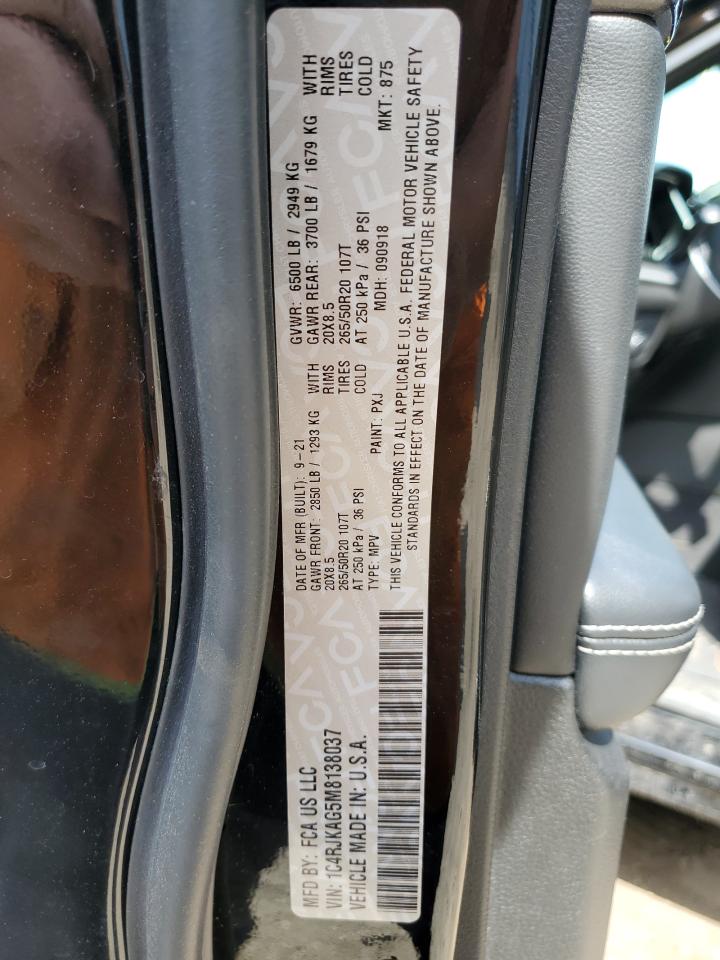 MFD BY: FCA US LLC
DATE OF MFR (BUILT): 9-21
GVWR: 6500 LB / 2949 KG
VIN: 1C4RJKAG5M8138037
GAWR FRONT: 2850 LB / 1293 KG WITH
GAWR REAR: 3700 LB / 1679 KG WITH
VEHICLE MADE IN: U.S.A.
20X8.5 RIMS
20X8.5 RIMS
265/50R20 107T TIRES
265/50R20 107T TIRES
AT 250 kPa / 36 PSI COLD
AT 250 kPa / 36 PSI COLD
TYPE: MPV PAINT: PXJ MDH: 090918 MKT: 875
THIS VEHICLE CONFORMS TO ALL APPLICABLE U.S.A. FEDERAL MOTOR VEHICLE SAFETY
STANDARDS IN EFFECT ON THE DATE OF MANUFACTURE SHOWN ABOVE.